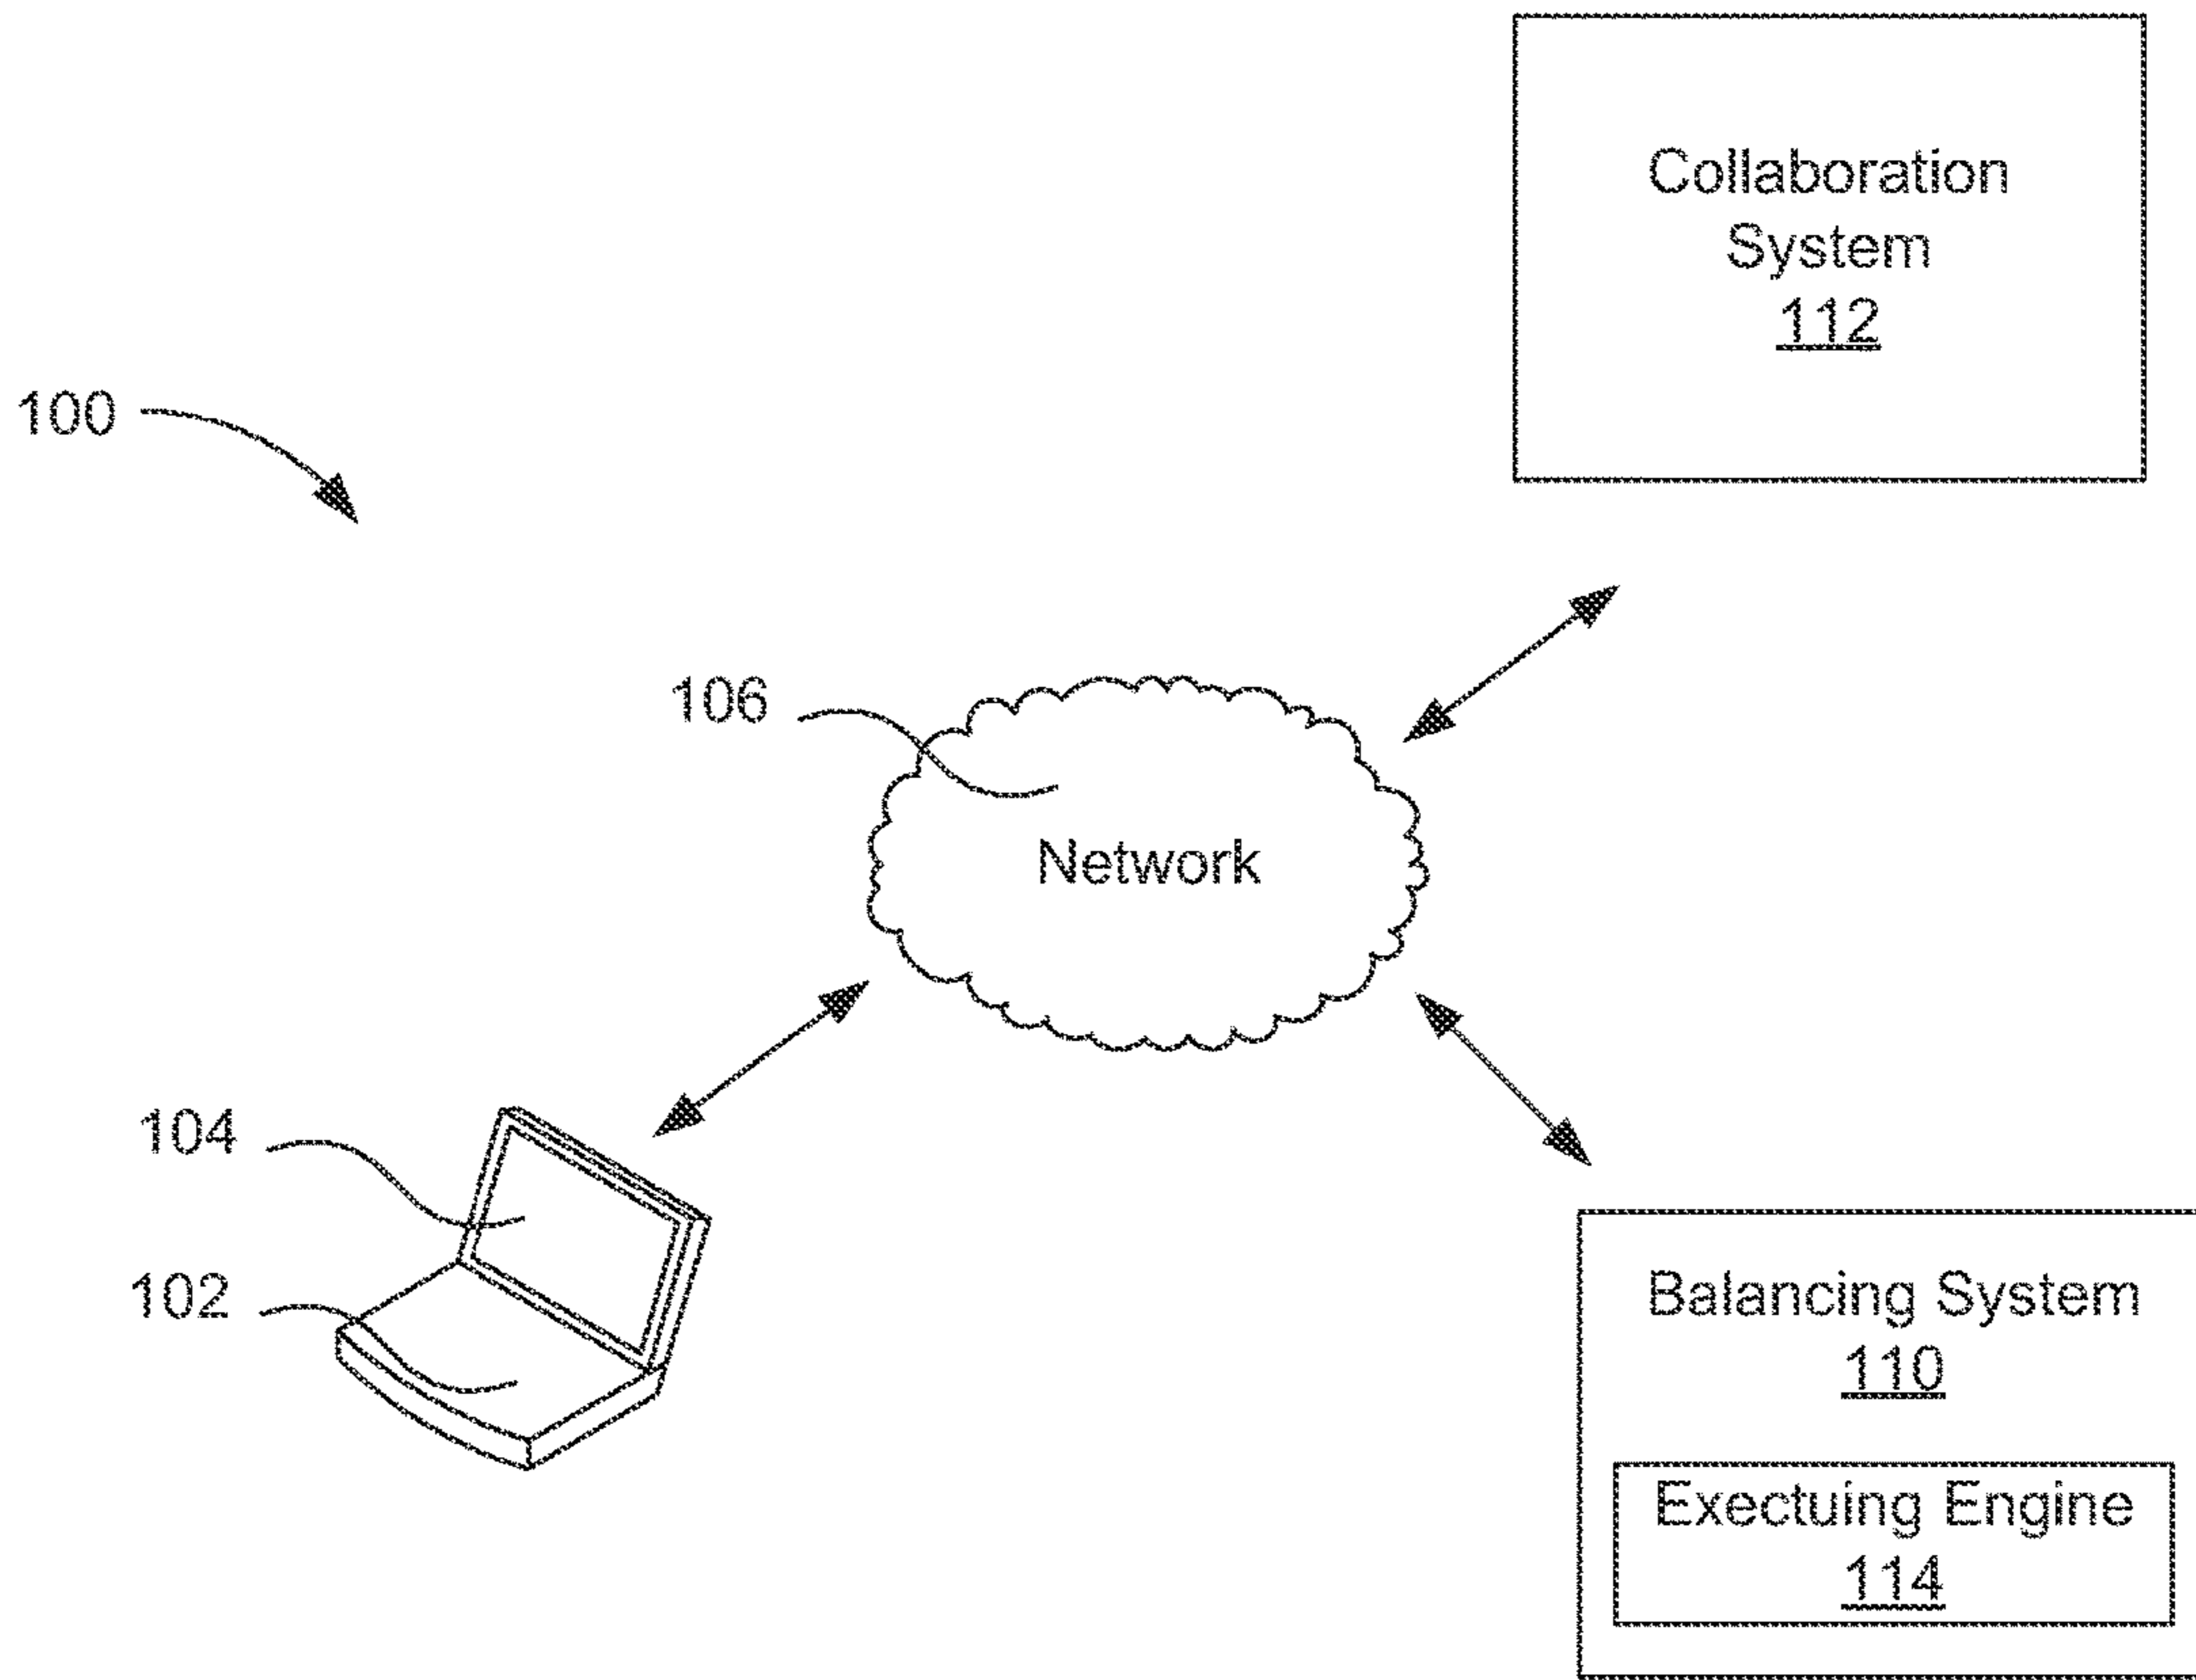 Collaboration
System
112
100
106
Network
104
102
Balancing System
110
Exectuing Engine
114